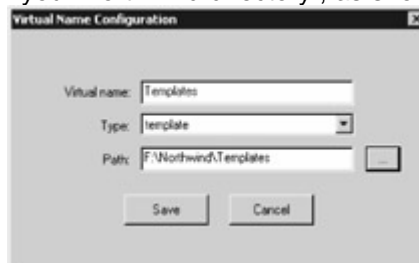 Virtual Name Configuration
Virtual name: Templates
Type: template
Path: F:\Northwind\Templates ...
Save Cancel